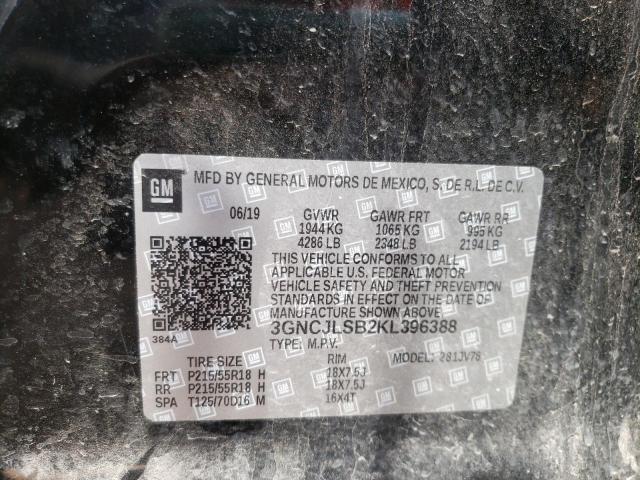 GM MFD BY GENERAL MOTORS DE MEXICO, S. DE R.L. DE C.V.
06/19 GVWR GAWR FRT GAWR RR
1944 KG 1065 KG 995 KG
4286 LB 2348 LB 2194 LB
THIS VEHICLE CONFORMS TO ALL
APPLICABLE U.S. FEDERAL MOTOR
VEHICLE SAFETY AND THEFT PREVENTION
STANDARDS IN EFFECT ON THE DATE OF
MANUFACTURE SHOWN ABOVE.
384A 3GNCJLSB2KL396388
TYPE: M.P.V. MODEL: 281JV76
TIRE SIZE RIM
FRT P215/55R18 H 18X7.5J
RR P215/55R18 H 18X7.5J
SPA T125/70D16 M 16X4T